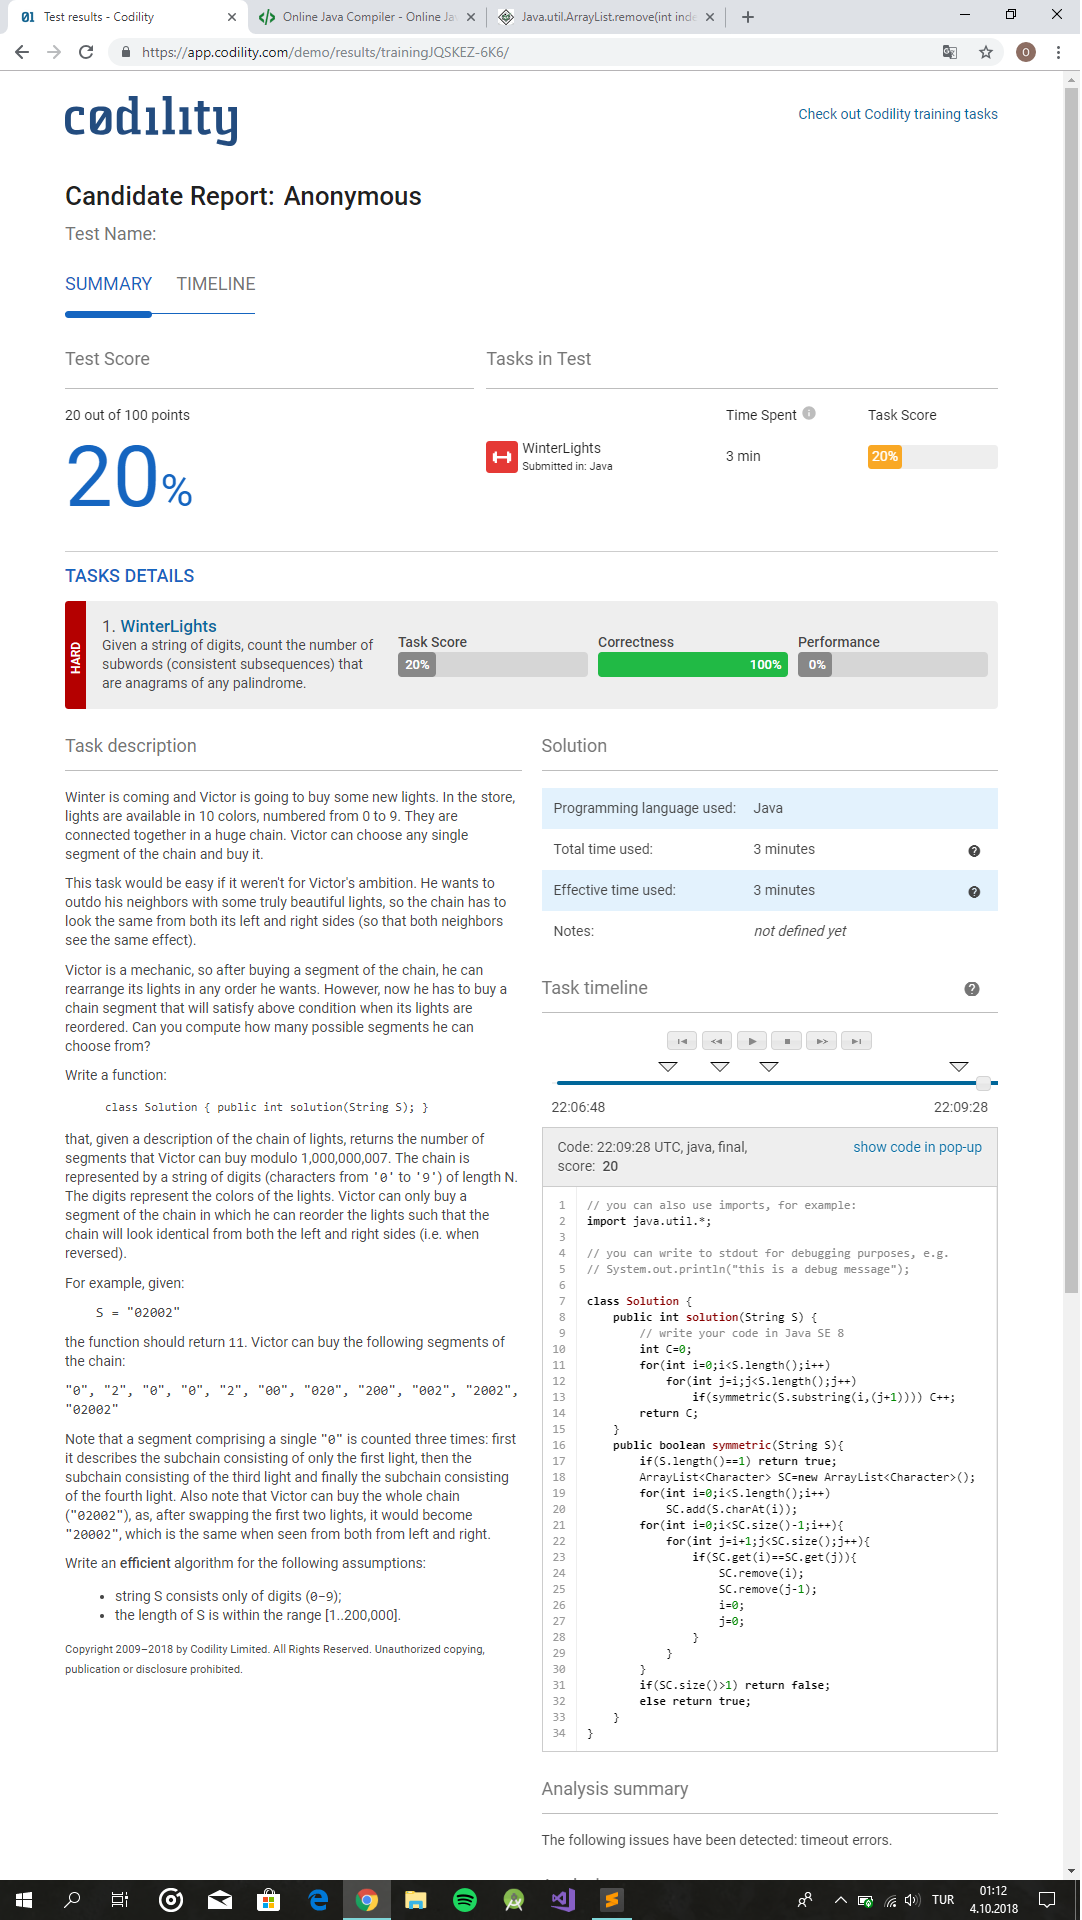 Test results - Codility
Online Java Compiler - Online Ja
Java.util.ArrayList.remove(int inde
https://app.codility.com/demo/results/trainingJQSKEZ-6K6/
O
codility
Check out Codility training tasks
Candidate Report: Anonymous
Test Name:
SUMMARY TIMELINE
Test Score
20 out of 100 points
20%
Tasks in Test
Time Spent
Task Score
WinterLights
Submitted in: Java
3 min
20%
TASKS DETAILS
HARD
1. WinterLights
Given a string of digits, count the number of
subwords (consistent subsequences) that
are anagrams of any palindrome.
Task Score
20%
Correctness
100%
Performance
0%
Task description
Winter is coming and Victor is going to buy some new lights. In the store,
lights are available in 10 colors, numbered from 0 to 9. They are
connected together in a huge chain. Victor can choose any single
segment of the chain and buy it.
This task would be easy if it weren't for Victor's ambition. He wants to
outdo his neighbors with some truly beautiful lights, so the chain has to
look the same from both its left and right sides (so that both neighbors
see the same effect).
Victor is a mechanic, so after buying a segment of the chain, he can
rearrange its lights in any order he wants. However, now he has to buy a
chain segment that will satisfy above condition when its lights are
reordered. Can you compute how many possible segments he can
choose from?
Write a function:
class Solution { public int solution(String S); }
that, given a description of the chain of lights, returns the number of
segments that Victor can buy modulo 1,000,000,007. The chain is
represented by a string of digits (characters from '0' to '9') of length N.
The digits represent the colors of the lights. Victor can only buy a
segment of the chain in which he can reorder the lights such that the
chain will look identical from both the left and right sides (i.e. when
reversed).
For example, given:
S = "02002"
the function should return 11. Victor can buy the following segments of
the chain:
"0", "2", "0", "0", "2", "00", "020", "200", "002", "2002",
"02002"
Note that a segment comprising a single "0" is counted three times: first
it describes the subchain consisting of only the first light, then the
subchain consisting of the third light and finally the subchain consisting
of the fourth light. Also note that Victor can buy the whole chain
("02002"), as, after swapping the first two lights, it would become
"20002", which is the same when seen from both from left and right.
Write an efficient algorithm for the following assumptions:
• string S consists only of digits (0-9);
• the length of S is within the range [1..200,000].
Copyright 2009–2018 by Codility Limited. All Rights Reserved. Unauthorized copying,
publication or disclosure prohibited.
Solution
Programming language used: Java
Total time used: 3 minutes
Effective time used: 3 minutes
Notes: not defined yet
Task timeline
22:06:48
22:09:28
Code: 22:09:28 UTC, java, final,
score: 20
show code in pop-up
1 // you can also use imports, for example:
2 import java.util.*;
3
4 // you can write to stdout for debugging purposes, e.g.
5 // System.out.println("this is a debug message");
6
7 class Solution {
8 public int solution(String S) {
9 // write your code in Java SE 8
10 int C=0;
11 for(int i=0;i<S.length();i++)
12 for(int j=i;j<S.length();j++)
13 if(symmetric(S.substring(i,(j+1)))) C++;
14 return C;
15 }
16 public boolean symmetric(String S){
17 if(S.length()==1) return true;
18 ArrayList<Character> SC=new ArrayList<Character>();
19 for(int i=0;i<S.length();i++)
20 SC.add(S.charAt(i));
21 for(int i=0;i<SC.size()-1;i++){
22 for(int j=i+1;j<SC.size();j++){
23 if(SC.get(i)==SC.get(j)){
24 SC.remove(i);
25 SC.remove(j-1);
26 i=0;
27 j=0;
28 }
29 }
30 }
31 if(SC.size()>1) return false;
32 else return true;
33 }
34 }
Analysis summary
The following issues have been detected: timeout errors.
TUR
01:12
4.10.2018